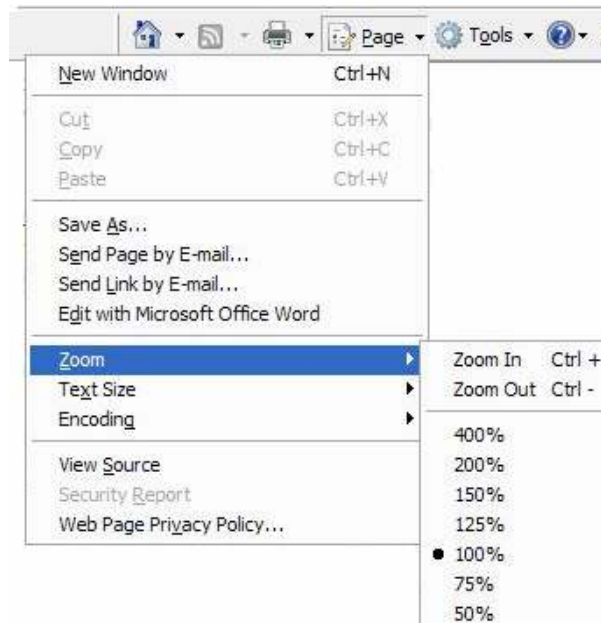 Page Tools
New Window Ctrl+N
Cut Ctrl+X
Copy Ctrl+C
Paste Ctrl+V
Save As...
Send Page by E-mail...
Send Link by E-mail...
Edit with Microsoft Office Word
Zoom
Text Size
Encoding
View Source
Security Report
Web Page Privacy Policy...
Zoom In Ctrl +
Zoom Out Ctrl -
400%
200%
150%
125%
100%
75%
50%